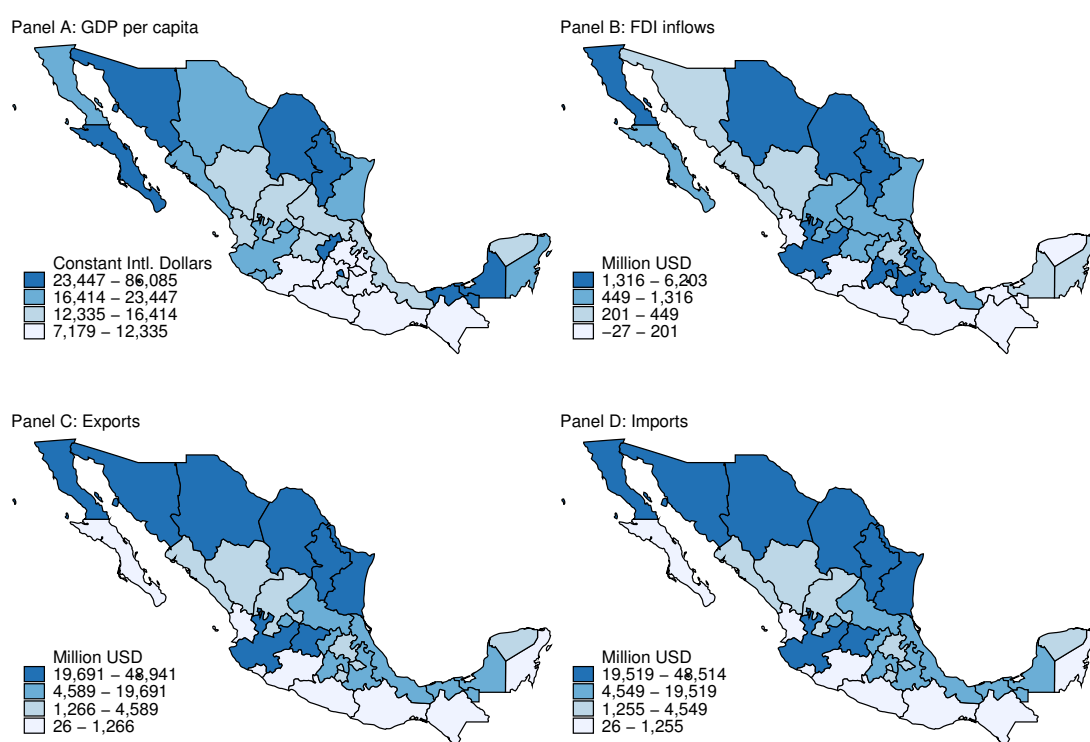 Panel A: GDP per capita
Constant Intl. Dollars
23,447 − 86,085
16,414 − 23,447
12,335 − 16,414
7,179 − 12,335
Panel B: FDI inflows
Million USD
1,316 − 6,203
449 − 1,316
201 − 449
−27 − 201
Panel C: Exports
Million USD
19,691 − 48,941
4,589 − 19,691
1,266 − 4,589
26 − 1,266
Panel D: Imports
Million USD
19,519 − 48,514
4,549 − 19,519
1,255 − 4,549
26 − 1,255